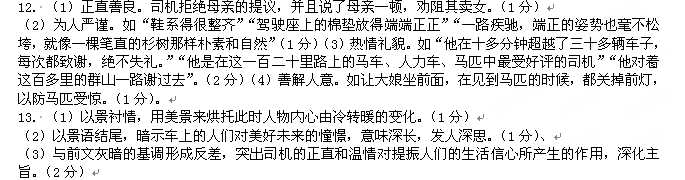 12.（1）正直善良。司机拒绝母亲的提议，并且说了母亲一顿，劝阻其卖女。（1分）
（2）为人严谨。如“鞋系得很整齐”“驾驶座上的棉垫放得端端正正”“一路疾驰，端正的姿势也毫不松
垮，就像一棵笔直的杉树那样朴素和自然”（1分）（3）热情礼貌。如“他在十多分钟超越了三十多辆车子，
每次都致谢，绝不失礼。”“他是在这一百二十里路上的马车、人力车、马匹中最受好评的司机”“他对着
这百多里的群山一路谢过去”。（2分）（4）善解人意。如让大娘坐前面，在见到马匹的时候，都关掉前灯，
以防马匹受惊。（1分）。
13.（1）以景衬情，用美景来烘托此时人物内心由冷转暖的变化。（1分）
（2）以景语结尾，暗示车上的人们对美好未来的憧憬，意味深长，发人深思。（1分）、
（3）与前文灰暗的基调形成反差，突出司机的正直和温情对提振人们的生活信心所产生的作用，深化主
旨。（2分）